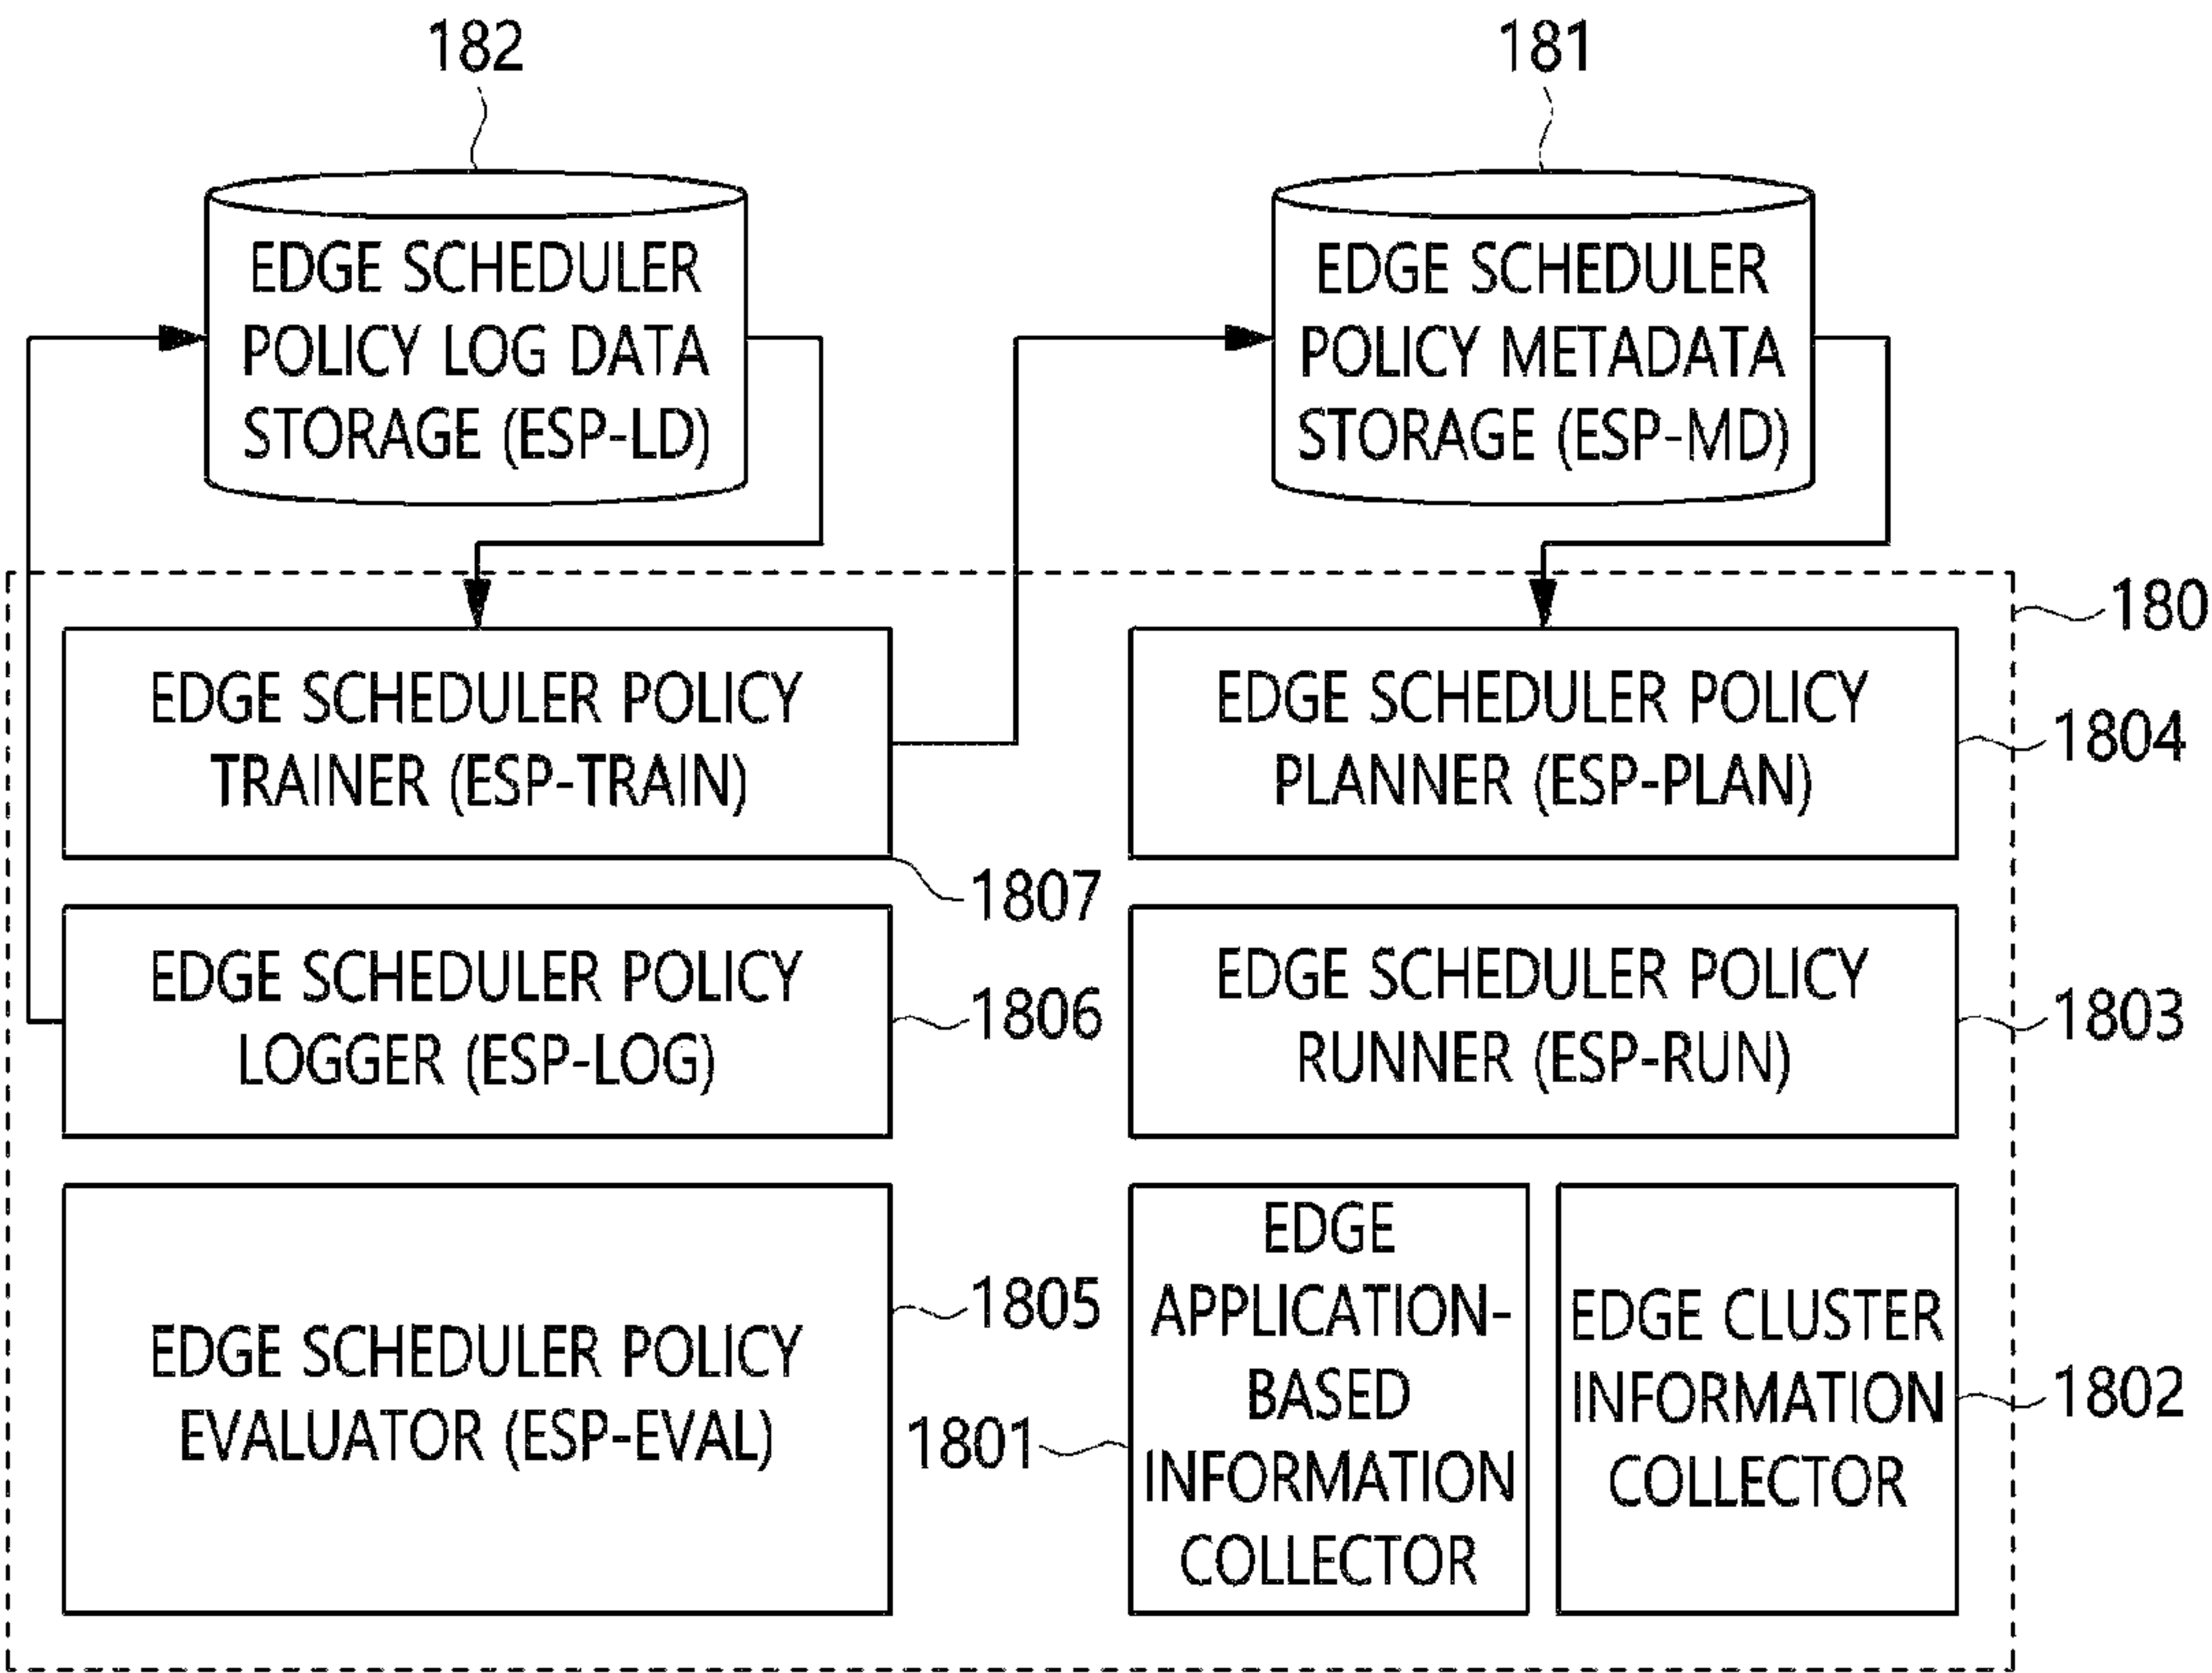 182
181
EDGE SCHEDULER
POLICY LOG DATA
STORAGE (ESP-LD)
EDGE SCHEDULER
POLICY METADATA
STORAGE (ESP-MD)
180
EDGE SCHEDULER POLICY
TRAINER (ESP-TRAIN)
1807
EDGE SCHEDULER POLICY
PLANNER (ESP-PLAN)
1804
EDGE SCHEDULER POLICY
LOGGER (ESP-LOG)
1806
EDGE SCHEDULER POLICY
RUNNER (ESP-RUN)
1803
EDGE SCHEDULER POLICY
EVALUATOR (ESP-EVAL)
1805
1801
EDGE
APPLICATION-
BASED
INFORMATION
COLLECTOR
EDGE CLUSTER
INFORMATION
COLLECTOR
1802